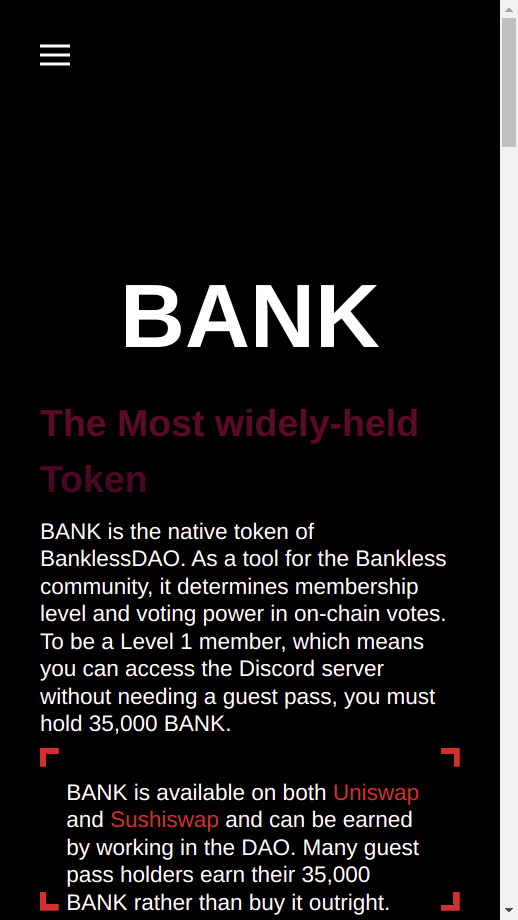 BANK
The Most widely-held
Token
BANK is the native token of
BanklessDAO. As a tool for the Bankless
community, it determines membership
level and voting power in on-chain votes.
To be a Level 1 member, which means
you can access the Discord server
without needing a guest pass, you must
hold 35,000 BANK.
BANK is available on both Uniswap
and Sushiswap and can be earned
by working in the DAO. Many guest
pass holders earn their 35,000
BANK rather than buy it outright.